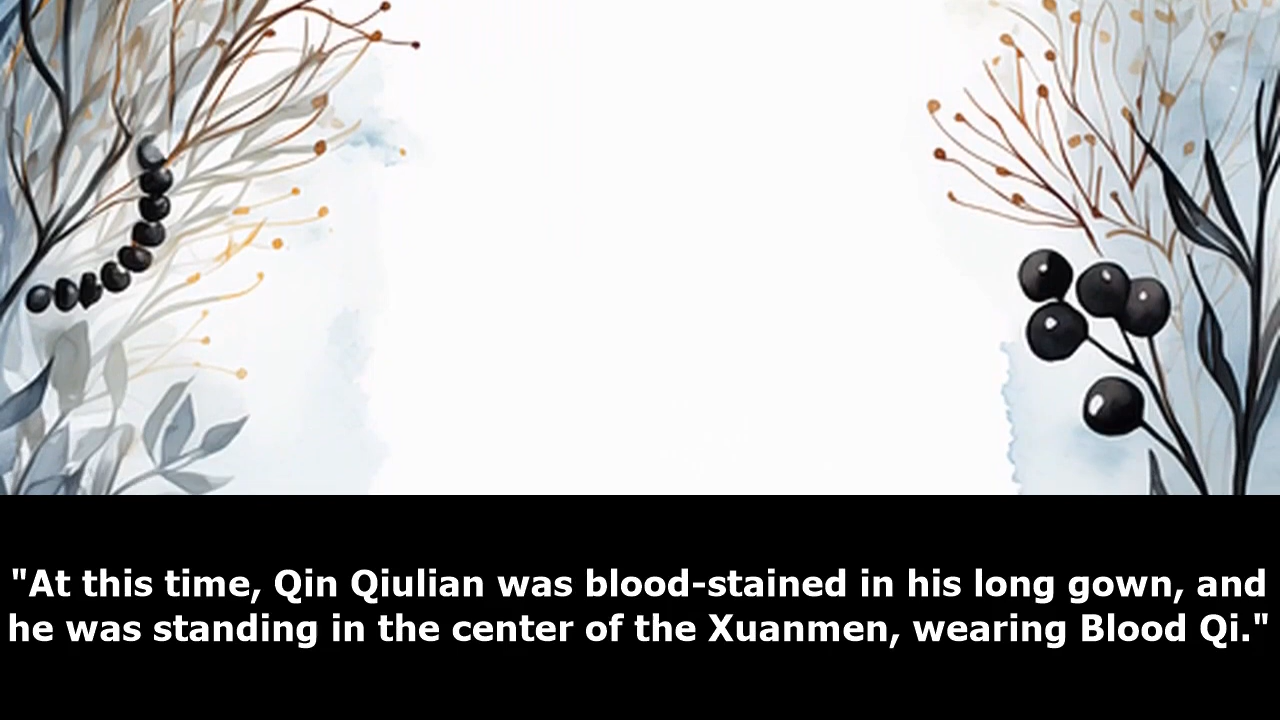 "At this time, Qin Qiulian was blood-stained in his long gown, and
he was standing in the center of the Xuanmen, wearing Blood Qi."